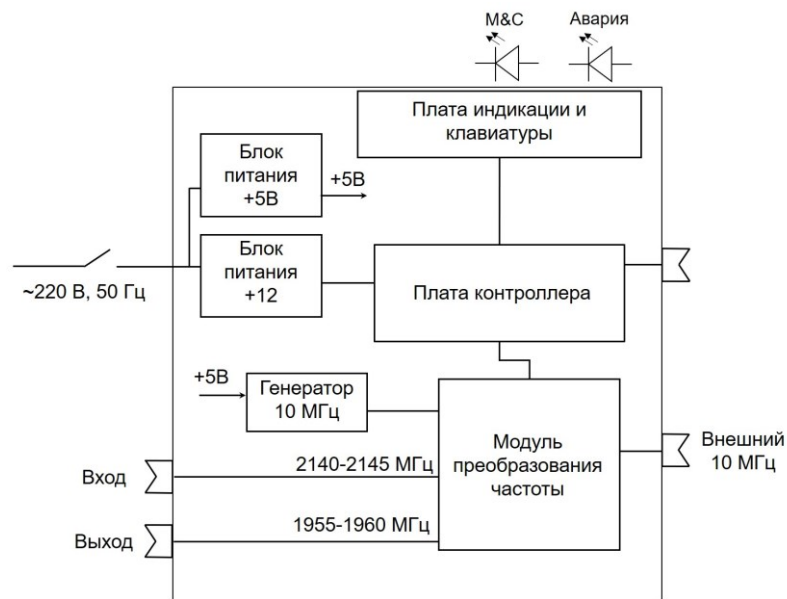 M&C
Авария
Плата индикации и
клавиатуры
Блок
питания
+5В
+5В
Блок
питания
+12
~220 В, 50 Гц
Плата контроллера
+5В
Генератор
10 МГц
Модуль
преобразования
частоты
Внешний
10 МГц
2140-2145 МГц
Вход
1955-1960 МГц
Выход